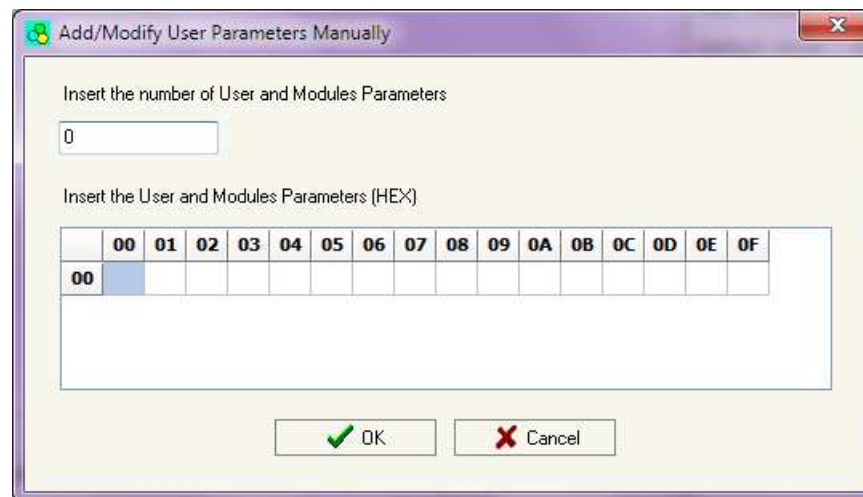 Add/Modify User Parameters Manually
Insert the number of User and Modules Parameters
0
Insert the User and Modules Parameters (HEX)
00 01 02 03 04 05 06 07 08 09 0A 0B 0C 0D 0E 0F
00
OK Cancel